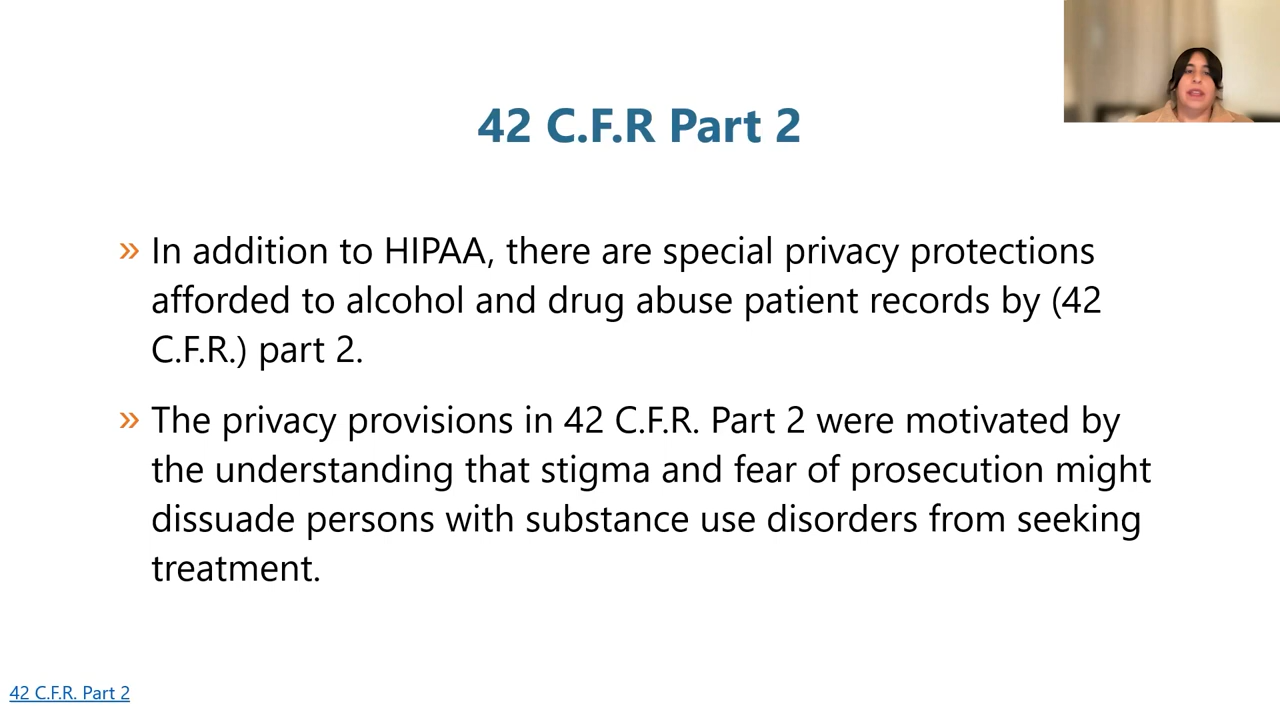 42 C.F.R Part 2
» In addition to HIPAA, there are special privacy protections
afforded to alcohol and drug abuse patient records by (42
C.F.R.) part 2.
» The privacy provisions in 42 C.F.R. Part 2 were motivated by
the understanding that stigma and fear of prosecution might
dissuade persons with substance use disorders from seeking
treatment.
42 C.F.R. Part 2